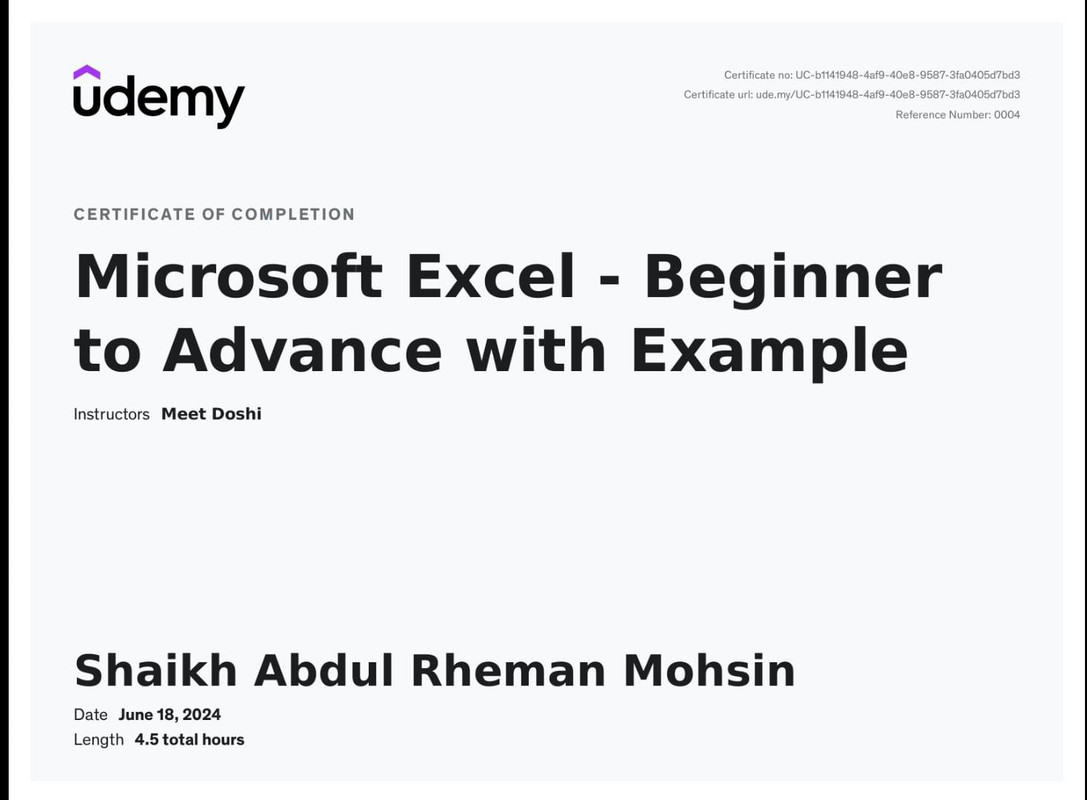 udemy
Certificate no: UC-b1141948-4af9-40e8-9587-3fa0405d7bd3
Certificate url: ude.my/UC-b1141948-4af9-40e8-9587-3fa0405d7bd3
Reference Number: 0004
CERTIFICATE OF COMPLETION
Microsoft Excel - Beginner
to Advance with Example
Instructors Meet Doshi
Shaikh Abdul Rheman Mohsin
Date June 18, 2024
Length 4.5 total hours